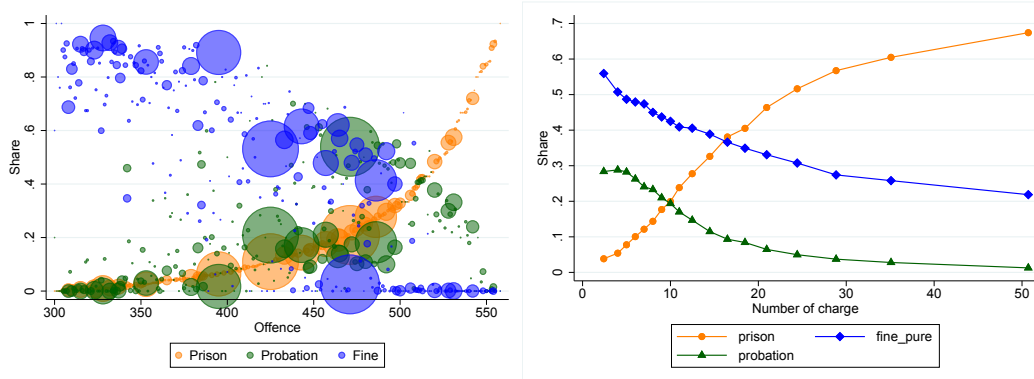 1
.8
.6
.4
.2
0
Share
300 350 400 450 500 550
Offence
Prison Probation Fine
.7
.6
.5
.4
.3
.2
.1
0
Share
0 10 20 30 40 50
Number of charge
prison fine_pure
probation